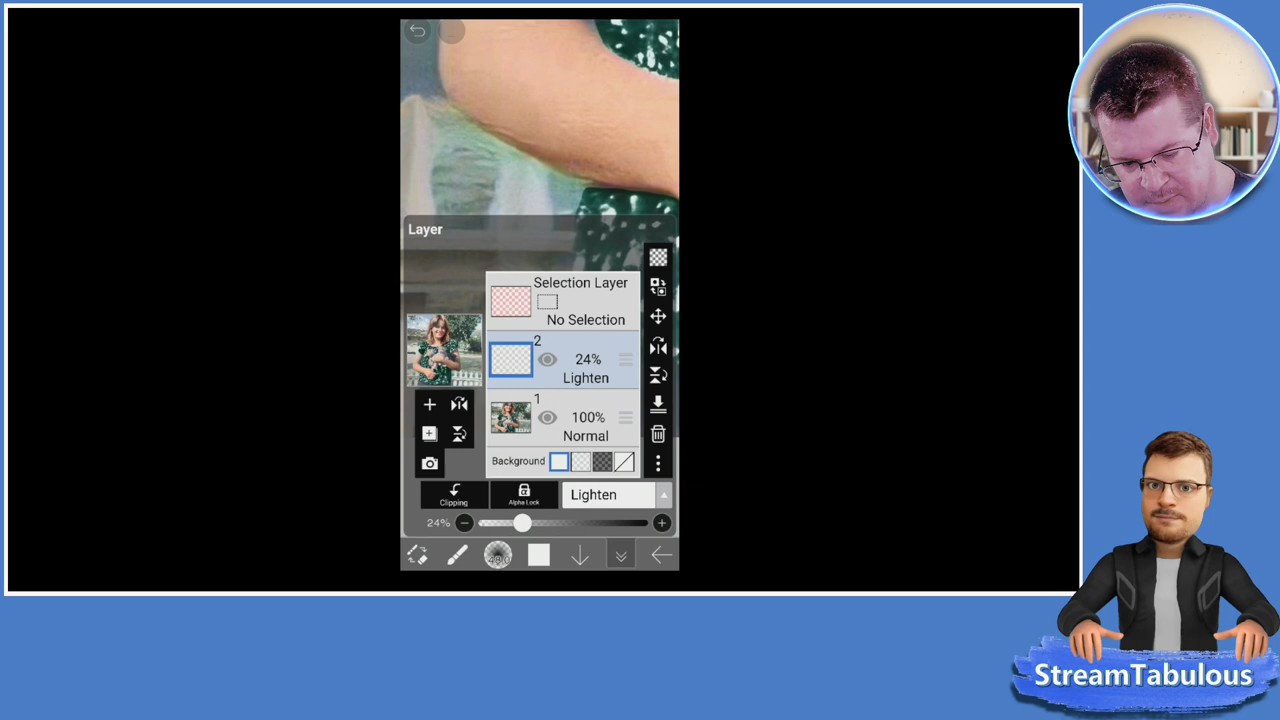 Layer
Selection Layer
No Selection
2
24%
Lighten
1
100%
Normal
Background
Clipping
Alpha Lock
Lighten
24%
StreamTabulous